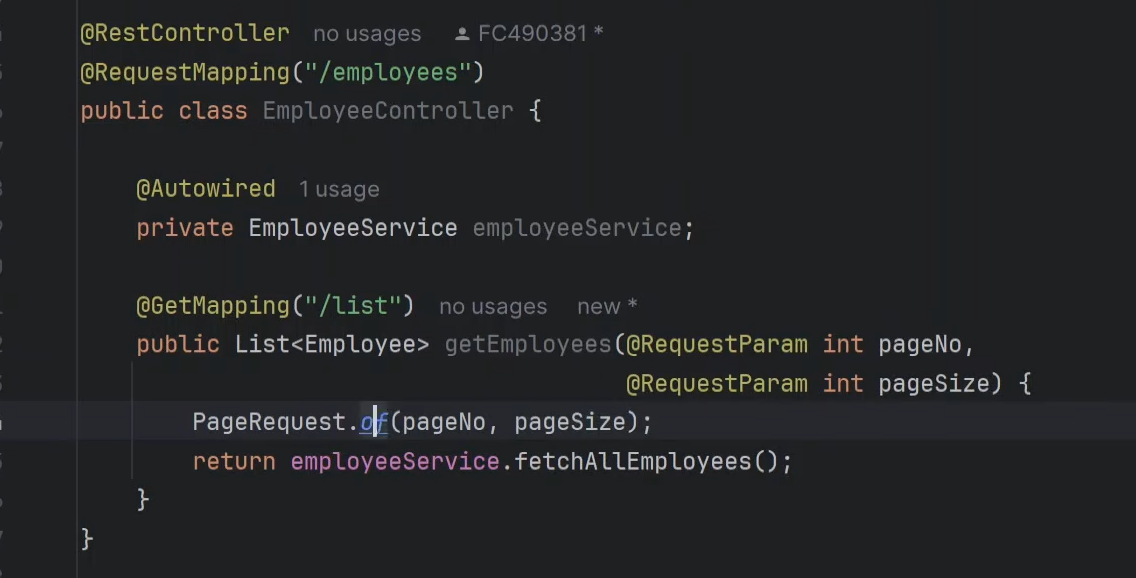 @RestController no usages FC490381 *
@RequestMapping("/employees")
public class EmployeeController {
@Autowired 1 usage
private EmployeeService employeeService;
@GetMapping("/list") no usages new *
public List<Employee> getEmployees(@RequestParam int pageNo,
@RequestParam int pageSize) {
PageRequest.of(pageNo, pageSize);
return employeeService.fetchAllEmployees();
}
}